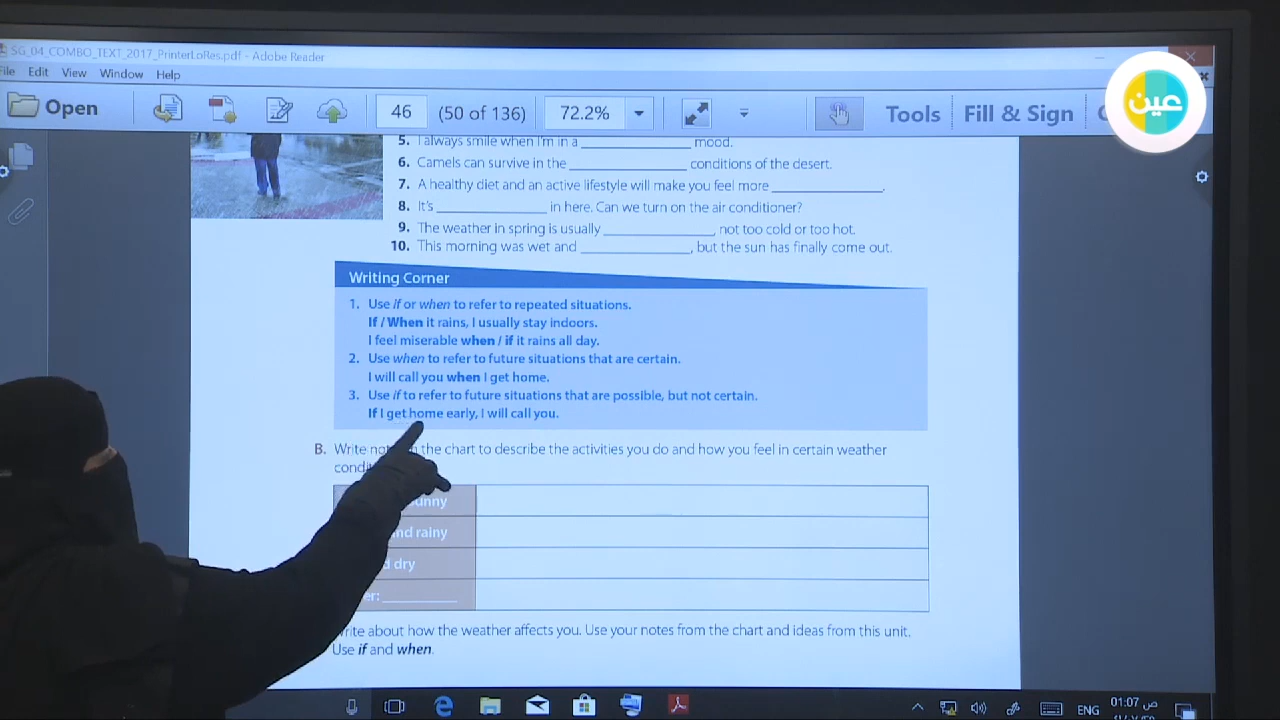 SG_04_COMBO_TEXT_2017_PrinterLoRes.pdf - Adobe Reader
File Edit View Window Help
Open 46 (50 of 136) 72.2% Tools Fill & Sign
عين
5. I always smile when I'm in a ____________ mood.
6. Camels can survive in the ____________ conditions of the desert.
7. A healthy diet and an active lifestyle will make you feel more ____________.
8. It's ____________ in here. Can we turn on the air conditioner?
9. The weather in spring is usually ____________, not too cold or too hot.
10. This morning was wet and ____________, but the sun has finally come out.
Writing Corner
1. Use if or when to refer to repeated situations.
If / When it rains, I usually stay indoors.
I feel miserable when / if it rains all day.
2. Use when to refer to future situations that are certain.
I will call you when I get home.
3. Use if to refer to future situations that are possible, but not certain.
If I get home early, I will call you.
B. Write the chart to describe the activities you do and how you feel in certain weather
rainy
dry
Write about how the weather affects you. Use your notes from the chart and ideas from this unit.
Use if and when.
ENG 01:07 ص